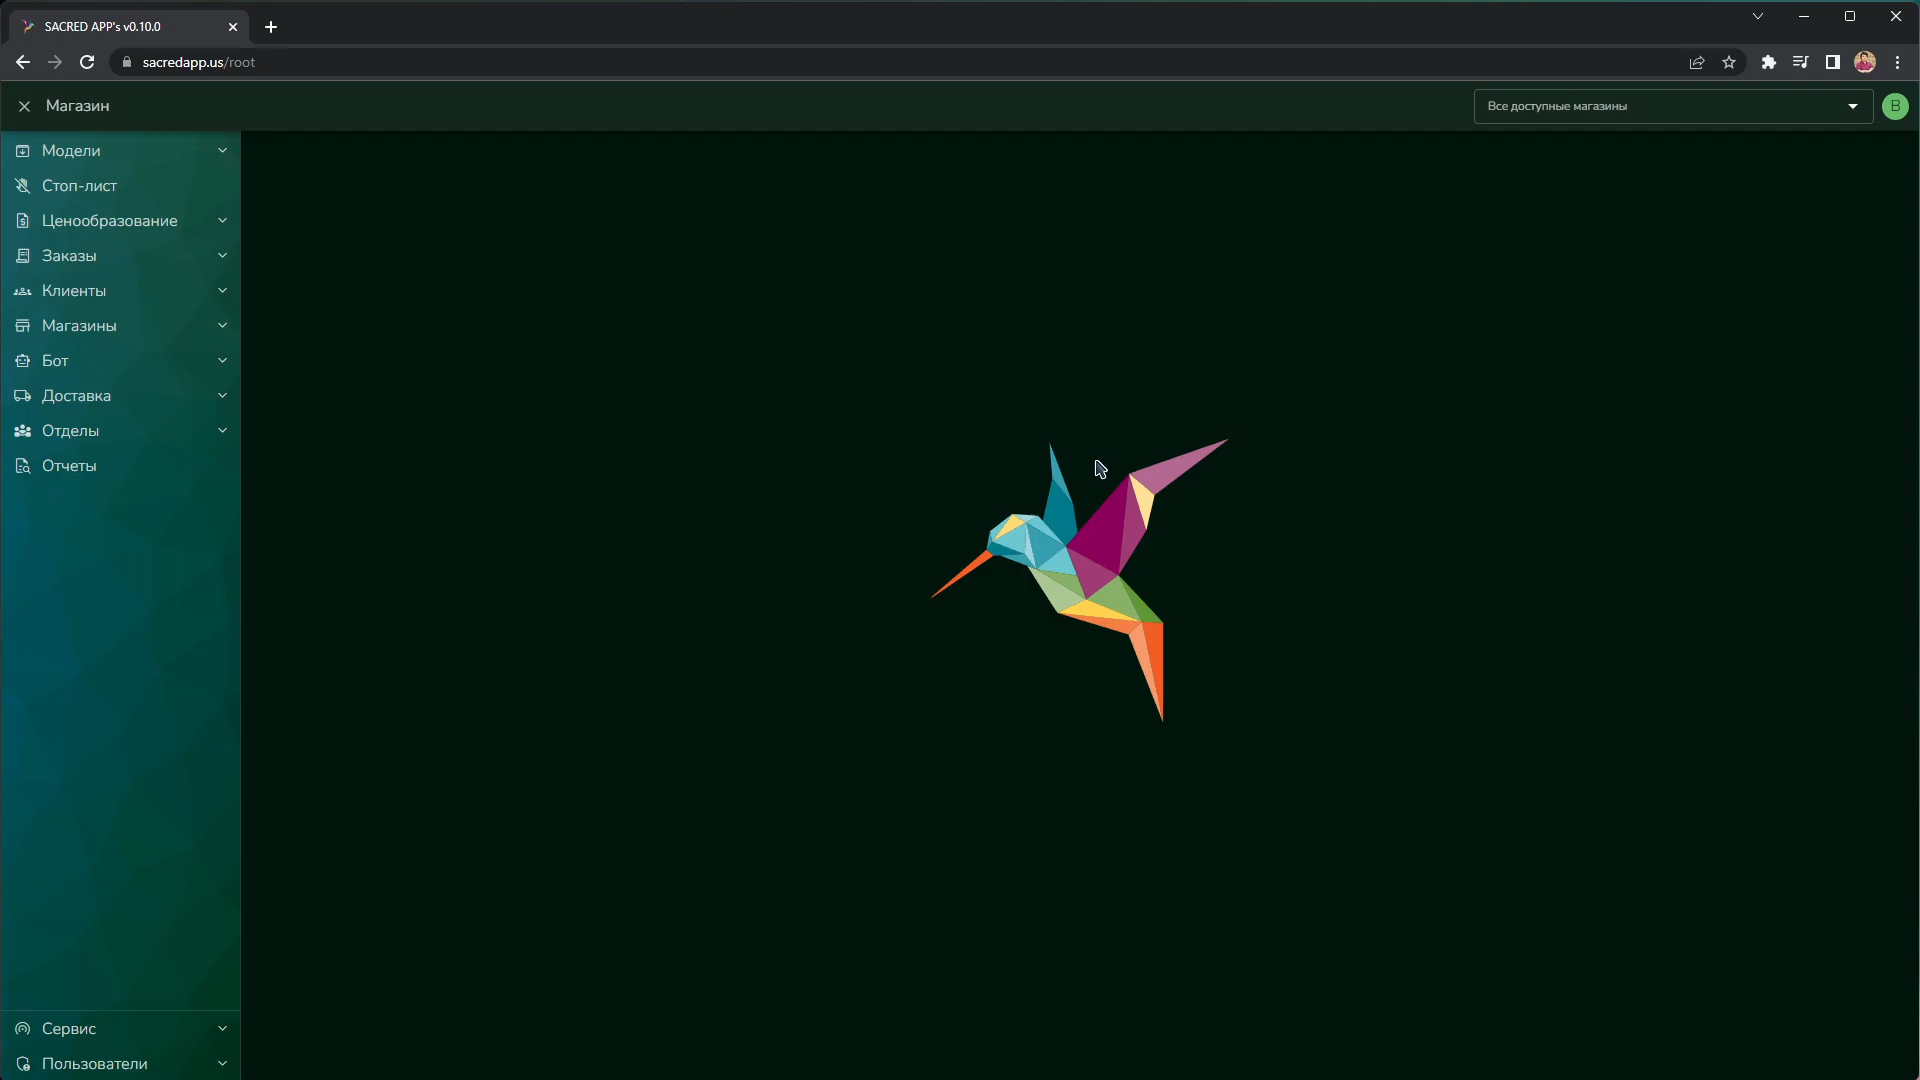 SACRED APP's v0.10.0
sacredapp.us/root
Магазин
Все доступные магазины
B
Модели
Стоп-лист
Ценообразование
Заказы
Клиенты
Магазины
Бот
Доставка
Отделы
Отчеты
Сервис
Пользователи